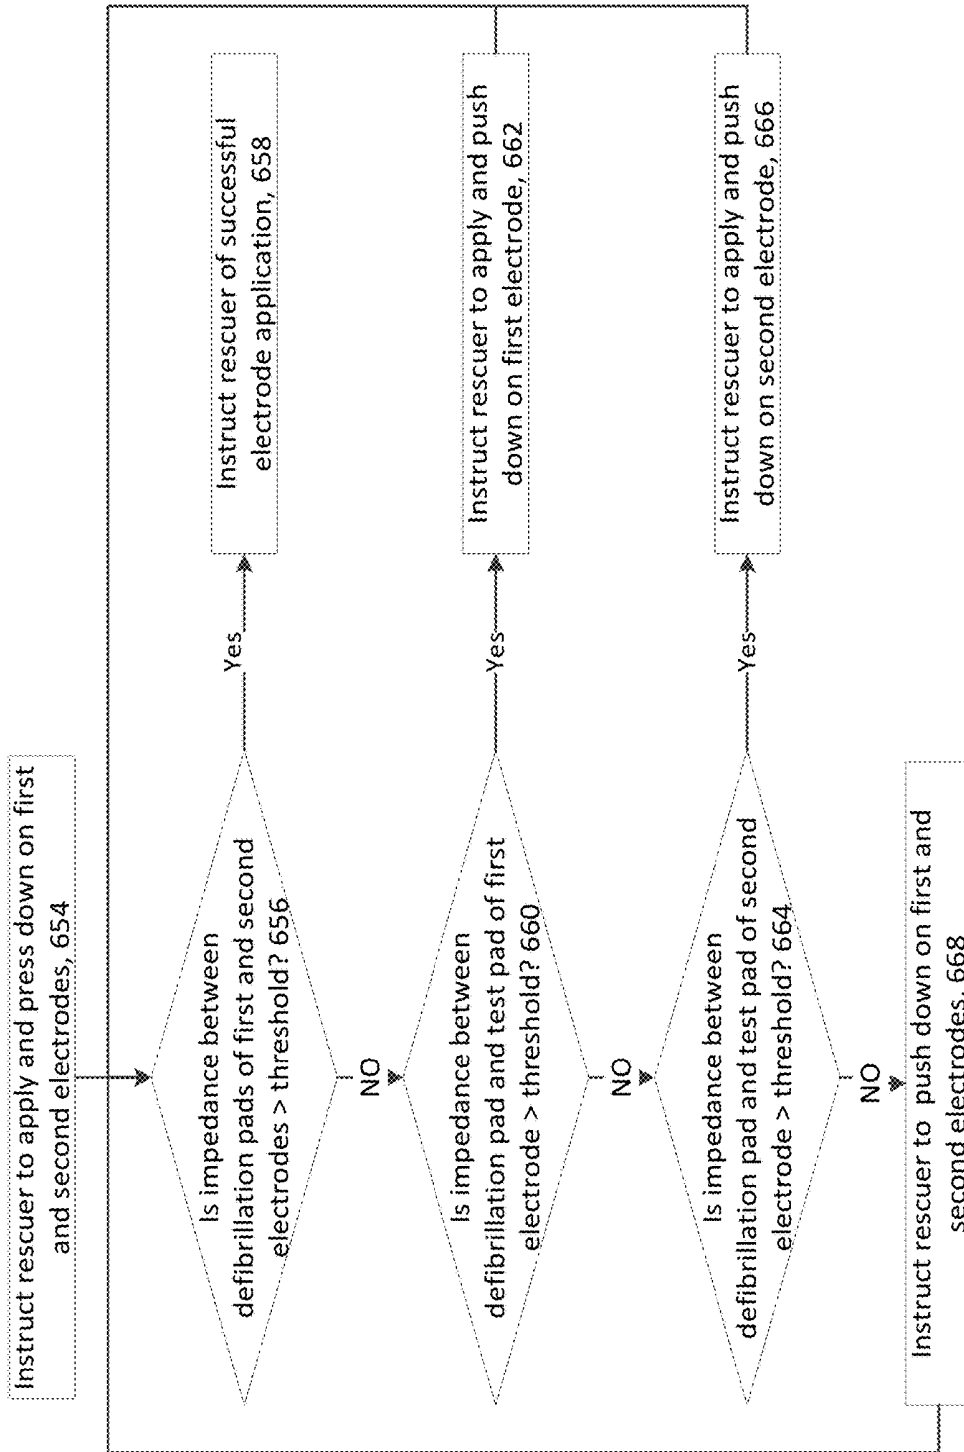 Instruct rescuer to apply and press down on first
and second electrodes, 654
Is impedance between
defibrillation pads of first and second
electrodes > threshold? 656
Yes
Instruct rescuer of successful
electrode application, 658
NO
Is impedance between
defibrillation pad and test pad of first
electrode > threshold? 660
Yes
Instruct rescuer to apply and push
down on first electrode, 662
NO
Is impedance between
defibrillation pad and test pad of second
electrode > threshold? 664
Yes
Instruct rescuer to apply and push
down on second electrode, 666
NO
Instruct rescuer to push down on first and
second electrodes, 668